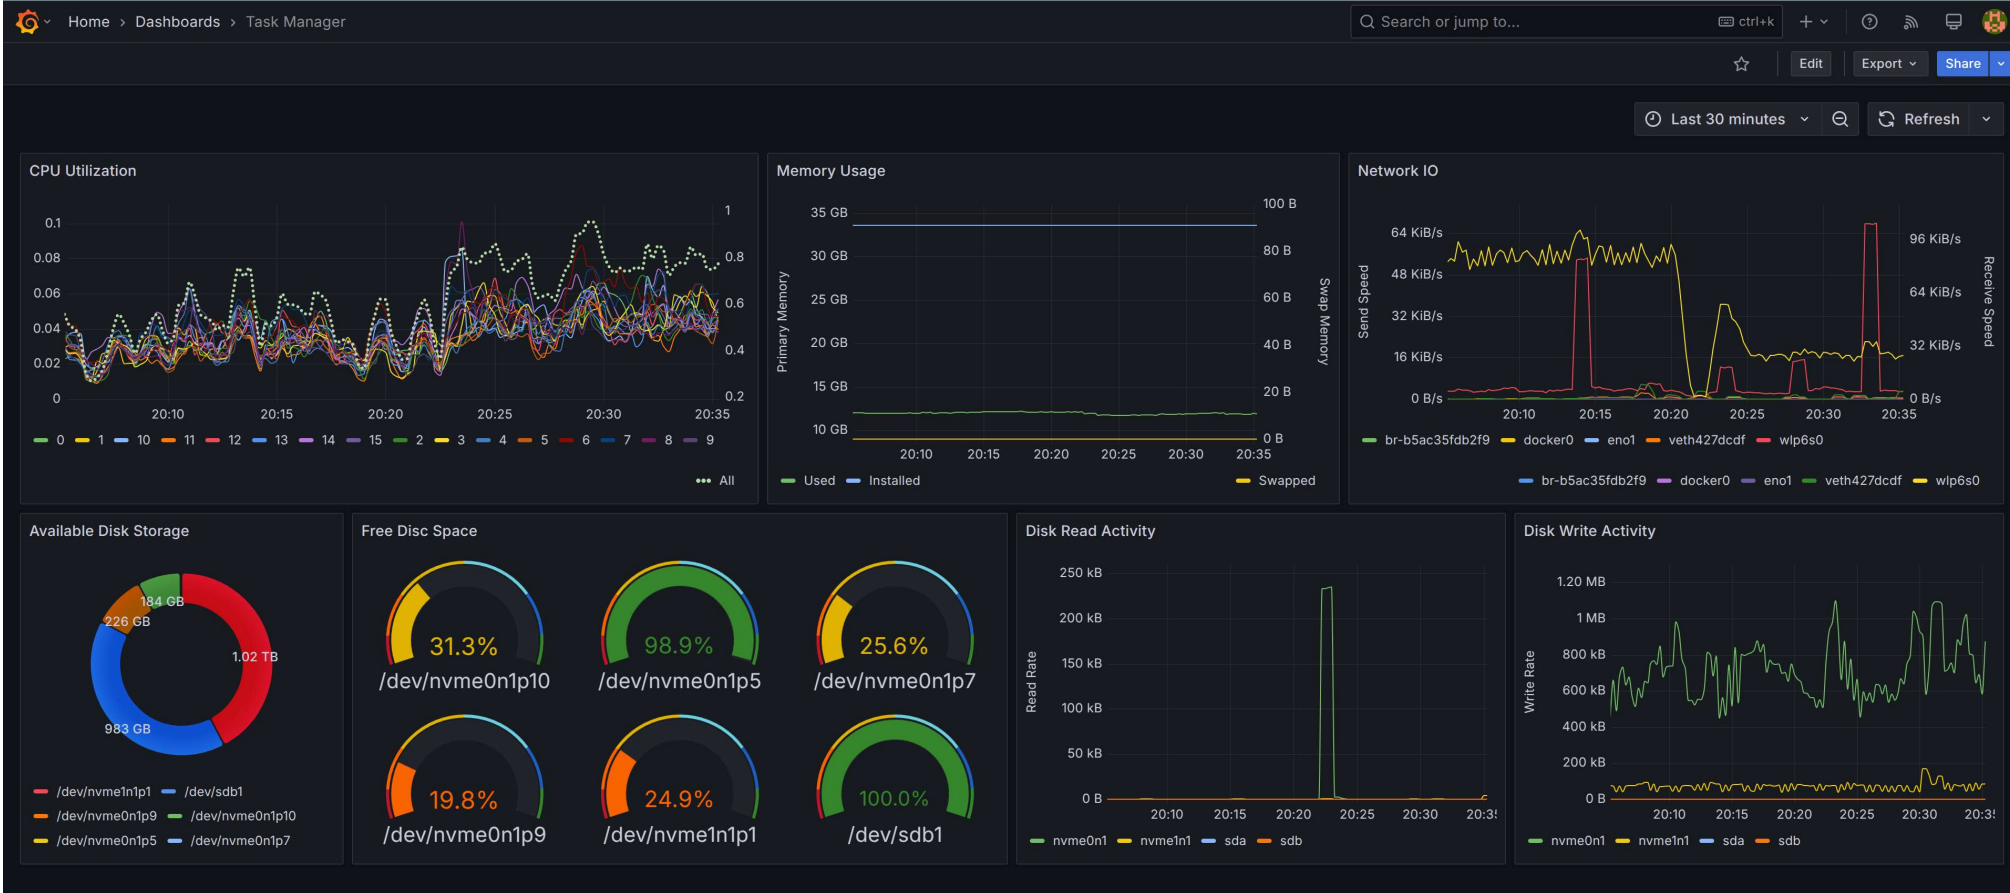 Home › Dashboards › Task Manager
Search or jump to... ctrl+k
Edit Export Share
Last 30 minutes Refresh
CPU Utilization
0.1
0.08
0.06
0.04
0.02
0
1
0.8
0.6
0.4
0.2
20:10 20:15 20:20 20:25 20:30 20:35
0 1 10 11 12 13 14 15 2 3 4 5 6 7 8 9
All
Memory Usage
Primary Memory
35 GB
30 GB
25 GB
20 GB
15 GB
10 GB
100 B
80 B
60 B
40 B
20 B
0 B
Swap Memory
20:10 20:15 20:20 20:25 20:30 20:35
Used Installed Swapped
Network IO
Send Speed
64 KiB/s
48 KiB/s
32 KiB/s
16 KiB/s
0 B/s
96 KiB/s
64 KiB/s
32 KiB/s
0 B/s
Receive Speed
20:10 20:15 20:20 20:25 20:30 20:35
br-b5ac35fdb2f9 docker0 eno1 veth427dcdf wlp6s0
br-b5ac35fdb2f9 docker0 eno1 veth427dcdf wlp6s0
Available Disk Storage
184 GB
226 GB
1.02 TB
983 GB
/dev/nvme1n1p1 /dev/sdb1
/dev/nvme0n1p9 /dev/nvme0n1p10
/dev/nvme0n1p5 /dev/nvme0n1p7
Free Disc Space
31.3% 98.9% 25.6%
/dev/nvme0n1p10 /dev/nvme0n1p5 /dev/nvme0n1p7
19.8% 24.9% 100.0%
/dev/nvme0n1p9 /dev/nvme1n1p1 /dev/sdb1
Disk Read Activity
Read Rate
250 kB
200 kB
150 kB
100 kB
50 kB
0 B
20:10 20:15 20:20 20:25 20:30 20:3
nvme0n1 nvme1n1 sda sdb
Disk Write Activity
Write Rate
1.20 MB
1 MB
800 kB
600 kB
400 kB
200 kB
0 B
20:10 20:15 20:20 20:25 20:30 20:3
nvme0n1 nvme1n1 sda sdb